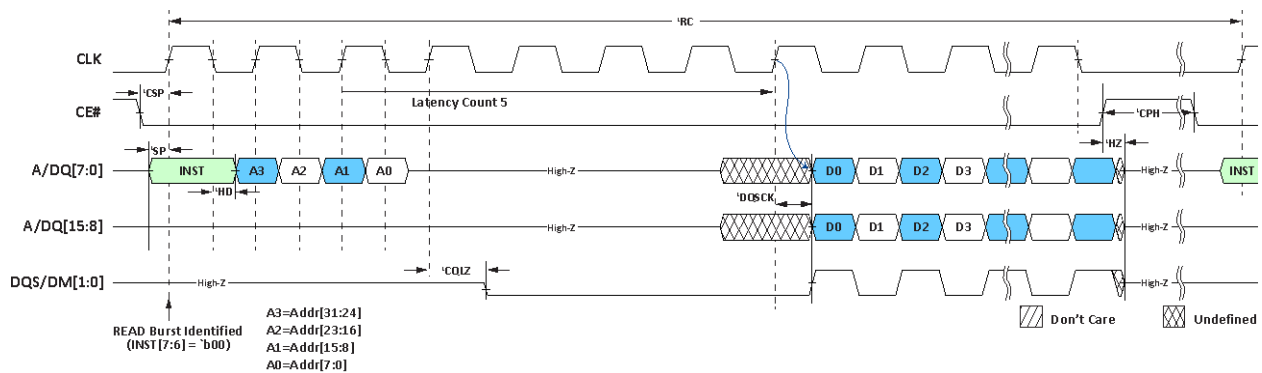 tRC
CLK
tCSP
Latency Count 5
CE#
tCPH
tSP
tHZ
A/DQ[7:0]
INST
A3
A2
A1
A0
High-Z
D0
D1
D2
D3
High-Z
INST
tHD
tDQSCK
A/DQ[15:8]
High-Z
D0
D1
D2
D3
High-Z
tCQLZ
DQS/DM[1:0]
High-Z
High-Z
READ Burst Identified
(INST[7:6] = `b00)
A3=Addr[31:24]
A2=Addr[23:16]
A1=Addr[15:8]
A0=Addr[7:0]
Don't Care
Undefined